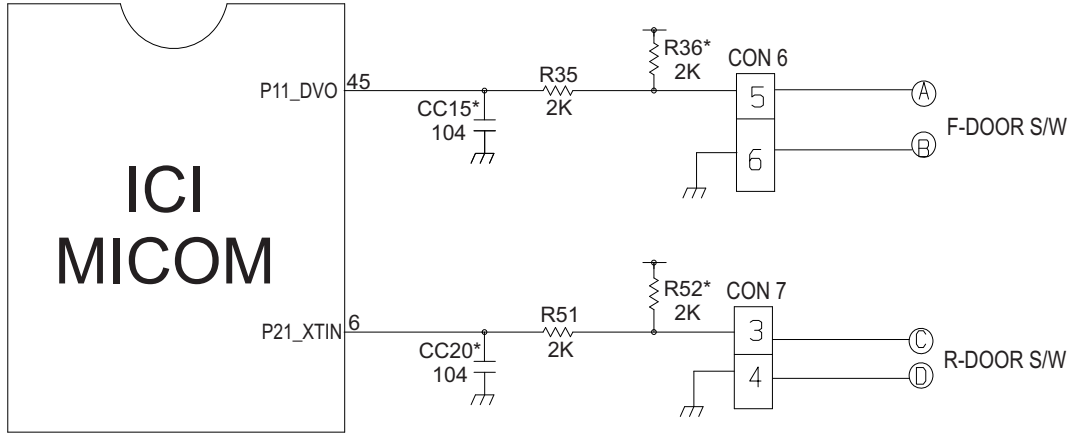 ICI
MICOM
P11_DVO
45
CC15*
104
R35
2K
R36*
2K
CON 6
5
6
A
B
F-DOOR S/W
P21_XTIN
6
CC20*
104
R51
2K
R52*
2K
CON 7
3
4
C
D
R-DOOR S/W